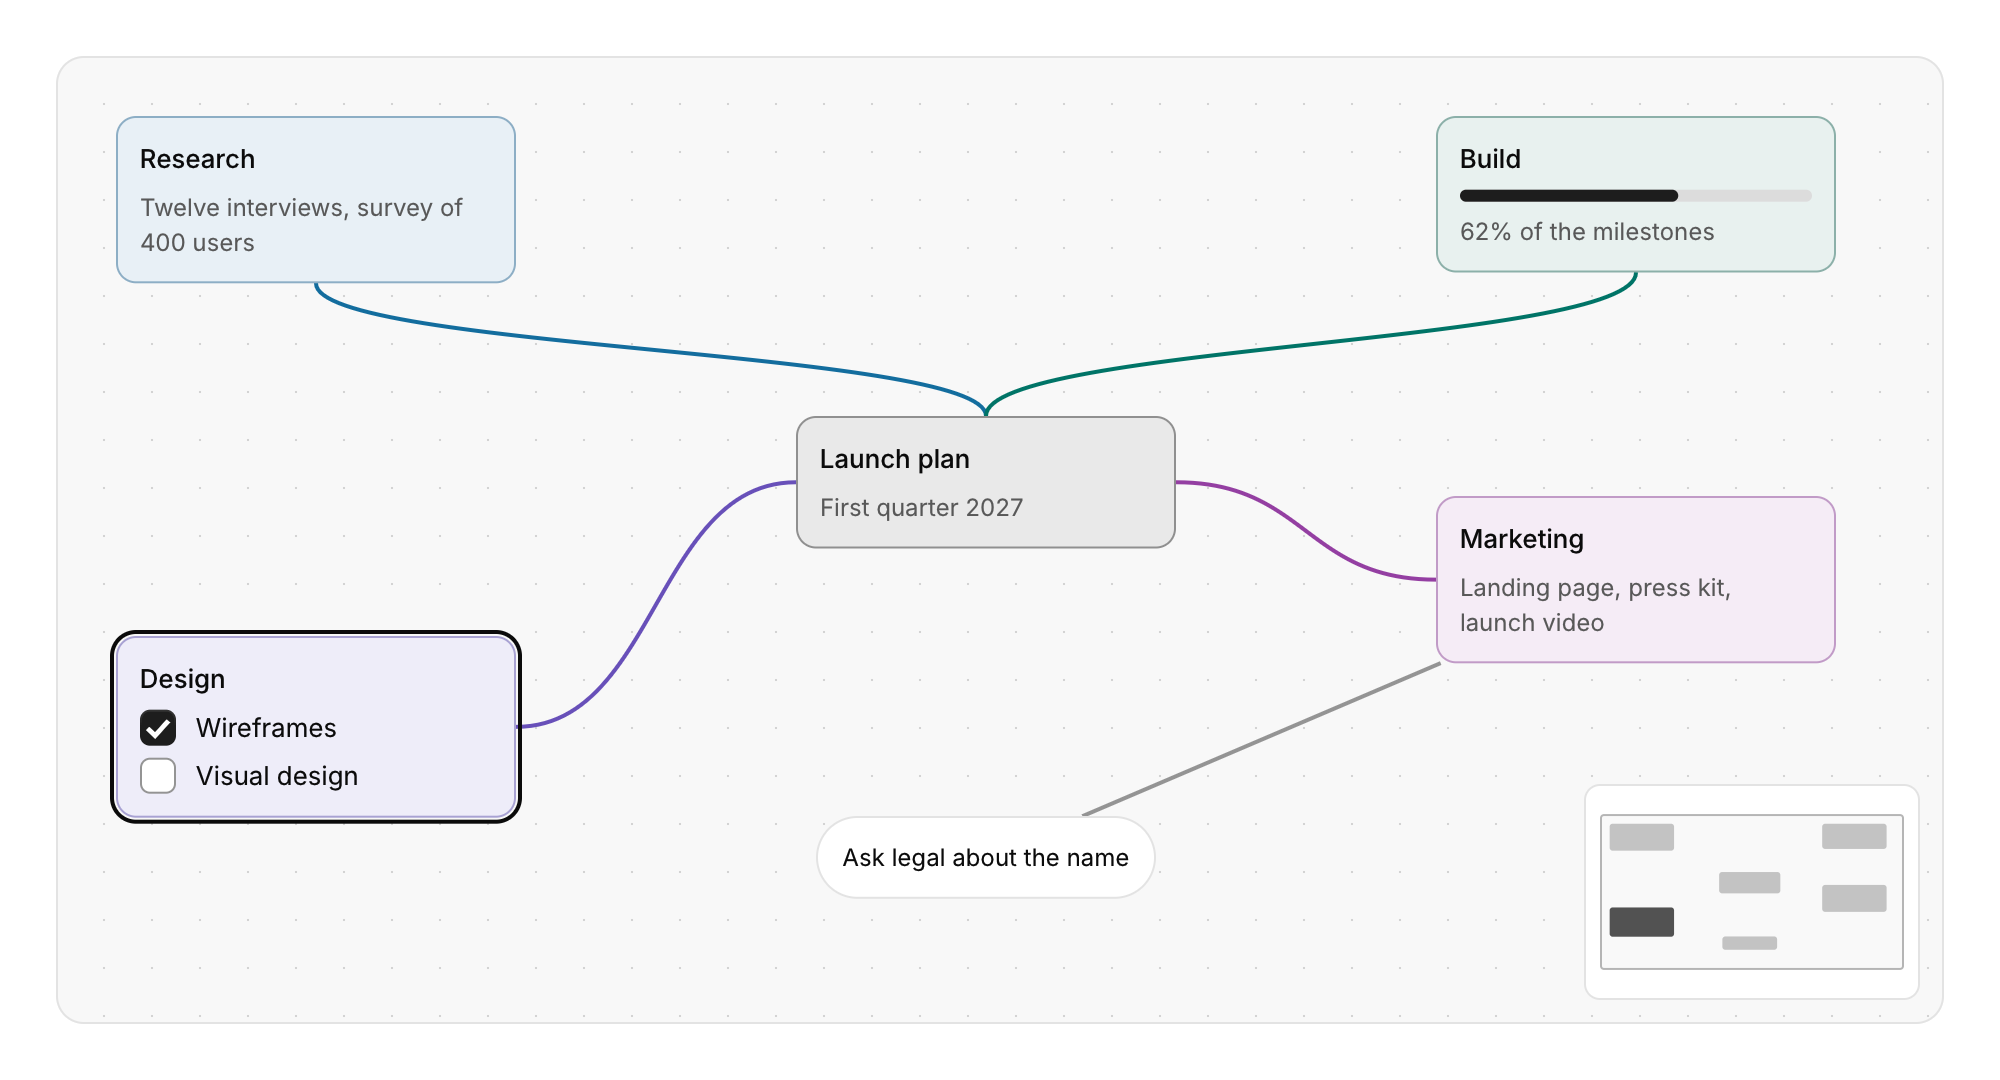 Research
Twelve interviews, survey of
400 users
Build
62% of the milestones
Launch plan
First quarter 2027
Marketing
Landing page, press kit,
launch video
Design
Wireframes
Visual design
Ask legal about the name